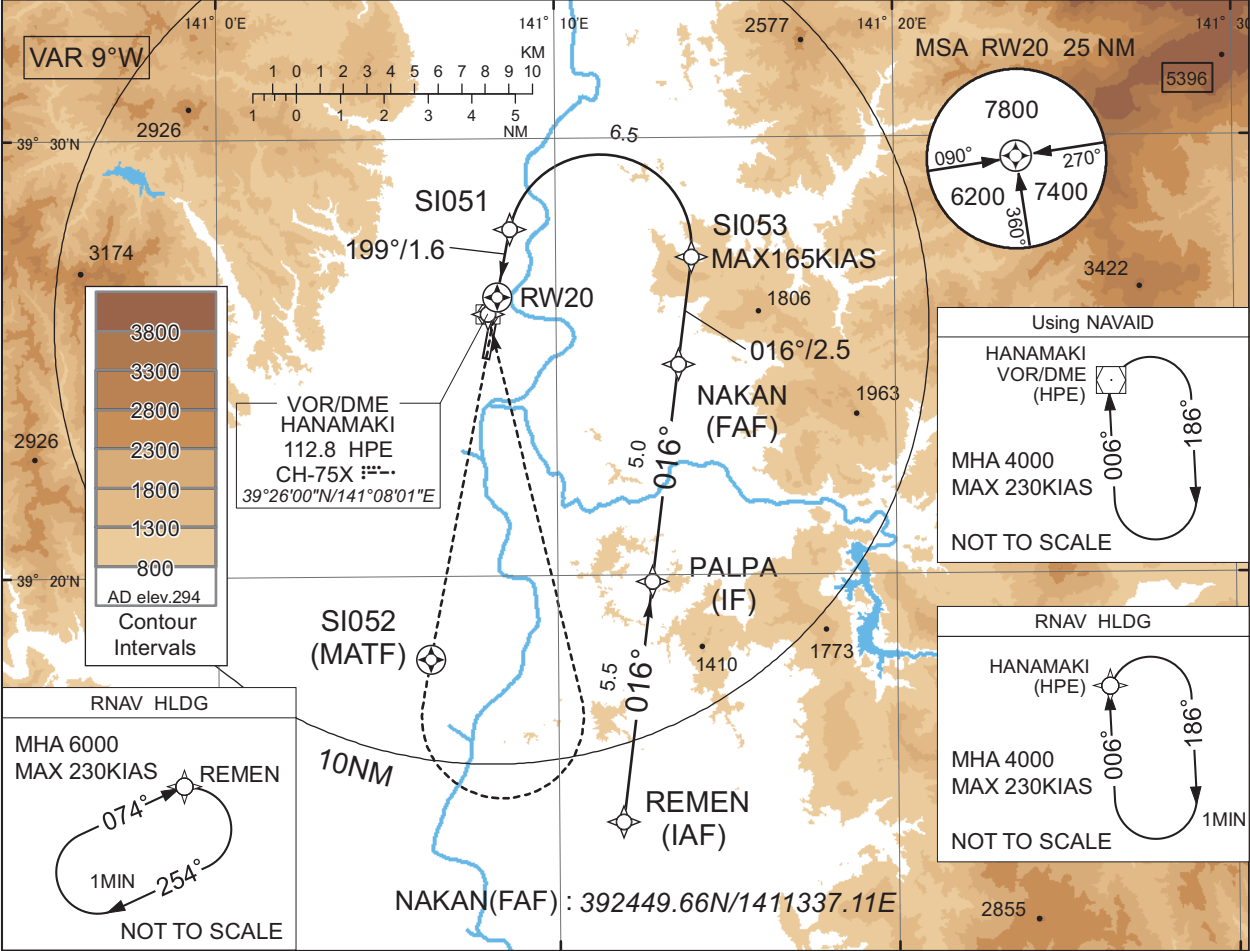 141° 0'E
141° 10'E
141° 20'E
141° 30
VAR 9°W
KM
1 0 1 2 3 4 5 6 7 8 9 10
1 0 1 2 3 4 5
NM
2577
MSA RW20 25 NM
5396
7800
090°
270°
6200
7400
360°
2926
39° 30'N
6.5
SI051
199°/1.6
SI053
MAX165KIAS
3174
3422
RW20
1806
016°/2.5
3800
3300
2800
2300
1800
1300
800
AD elev.294
Contour
Intervals
Using NAVAID
HANAMAKI
VOR/DME
(HPE)
006°
186°
MHA 4000
MAX 230KIAS
NOT TO SCALE
NAKAN
(FAF)
1963
VOR/DME
HANAMAKI
112.8 HPE
CH-75X
39°26'00"N/141°08'01"E
2926
5.0
016°
39° 20'N
PALPA
(IF)
SI052
(MATF)
1410
1773
5.5
016°
RNAV HLDG
HANAMAKI
(HPE)
006°
186°
MHA 4000
MAX 230KIAS
1MIN
NOT TO SCALE
RNAV HLDG
MHA 6000
MAX 230KIAS
REMEN
074°
254°
1MIN
NOT TO SCALE
10NM
REMEN
(IAF)
NAKAN(FAF) : 392449.66N/1411337.11E
2855